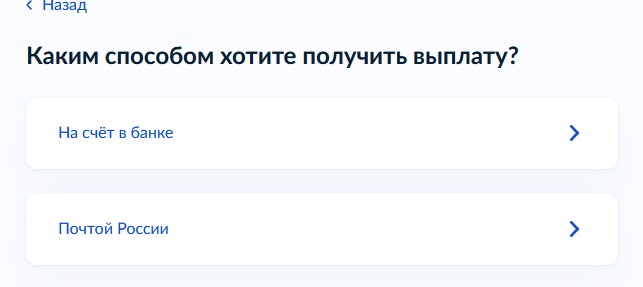 Назад
Каким способом хотите получить выплату?
На счёт в банке
Почтой России